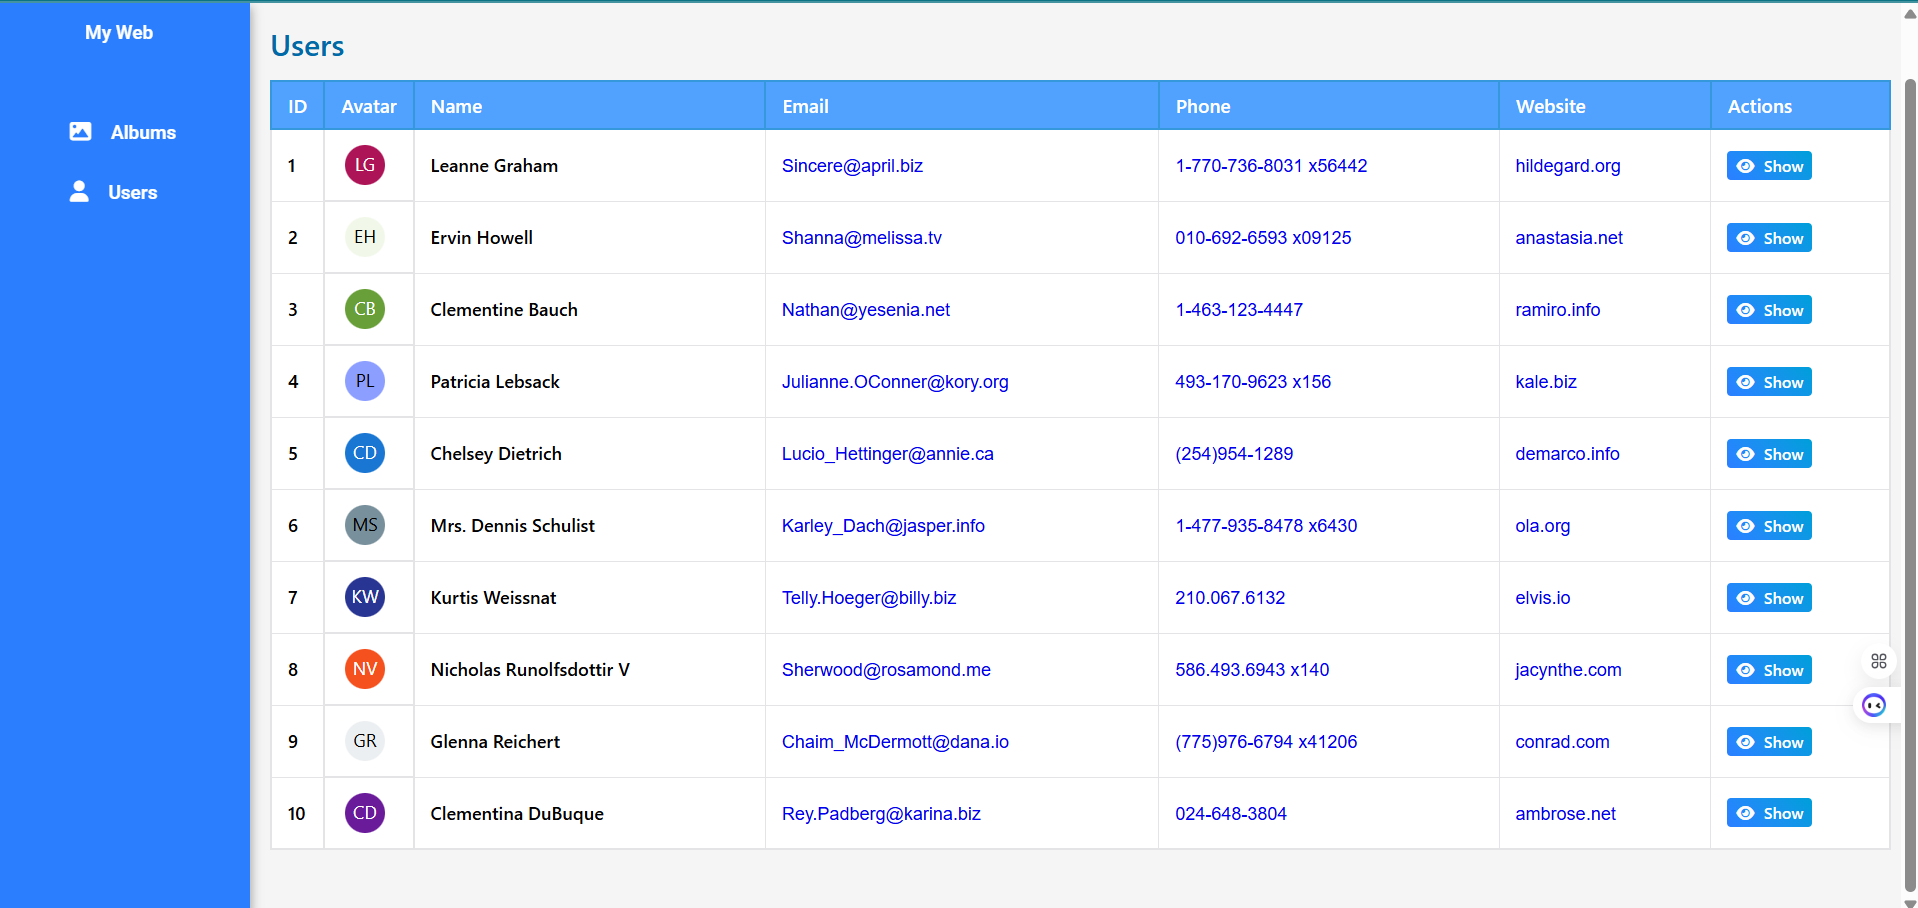 My Web
Albums
Users
Users
ID Avatar Name Email Phone Website Actions
1 LG Leanne Graham Sincere@april.biz 1-770-736-8031 x56442 hildegard.org Show
2 EH Ervin Howell Shanna@melissa.tv 010-692-6593 x09125 anastasia.net Show
3 CB Clementine Bauch Nathan@yesenia.net 1-463-123-4447 ramiro.info Show
4 PL Patricia Lebsack Julianne.OConner@kory.org 493-170-9623 x156 kale.biz Show
5 CD Chelsey Dietrich Lucio_Hettinger@annie.ca (254)954-1289 demarco.info Show
6 MS Mrs. Dennis Schulist Karley_Dach@jasper.info 1-477-935-8478 x6430 ola.org Show
7 KW Kurtis Weissnat Telly.Hoeger@billy.biz 210.067.6132 elvis.io Show
8 NV Nicholas Runolfsdottir V Sherwood@rosamond.me 586.493.6943 x140 jacynthe.com Show
9 GR Glenna Reichert Chaim_McDermott@dana.io (775)976-6794 x41206 conrad.com Show
10 CD Clementina DuBuque Rey.Padberg@karina.biz 024-648-3804 ambrose.net Show